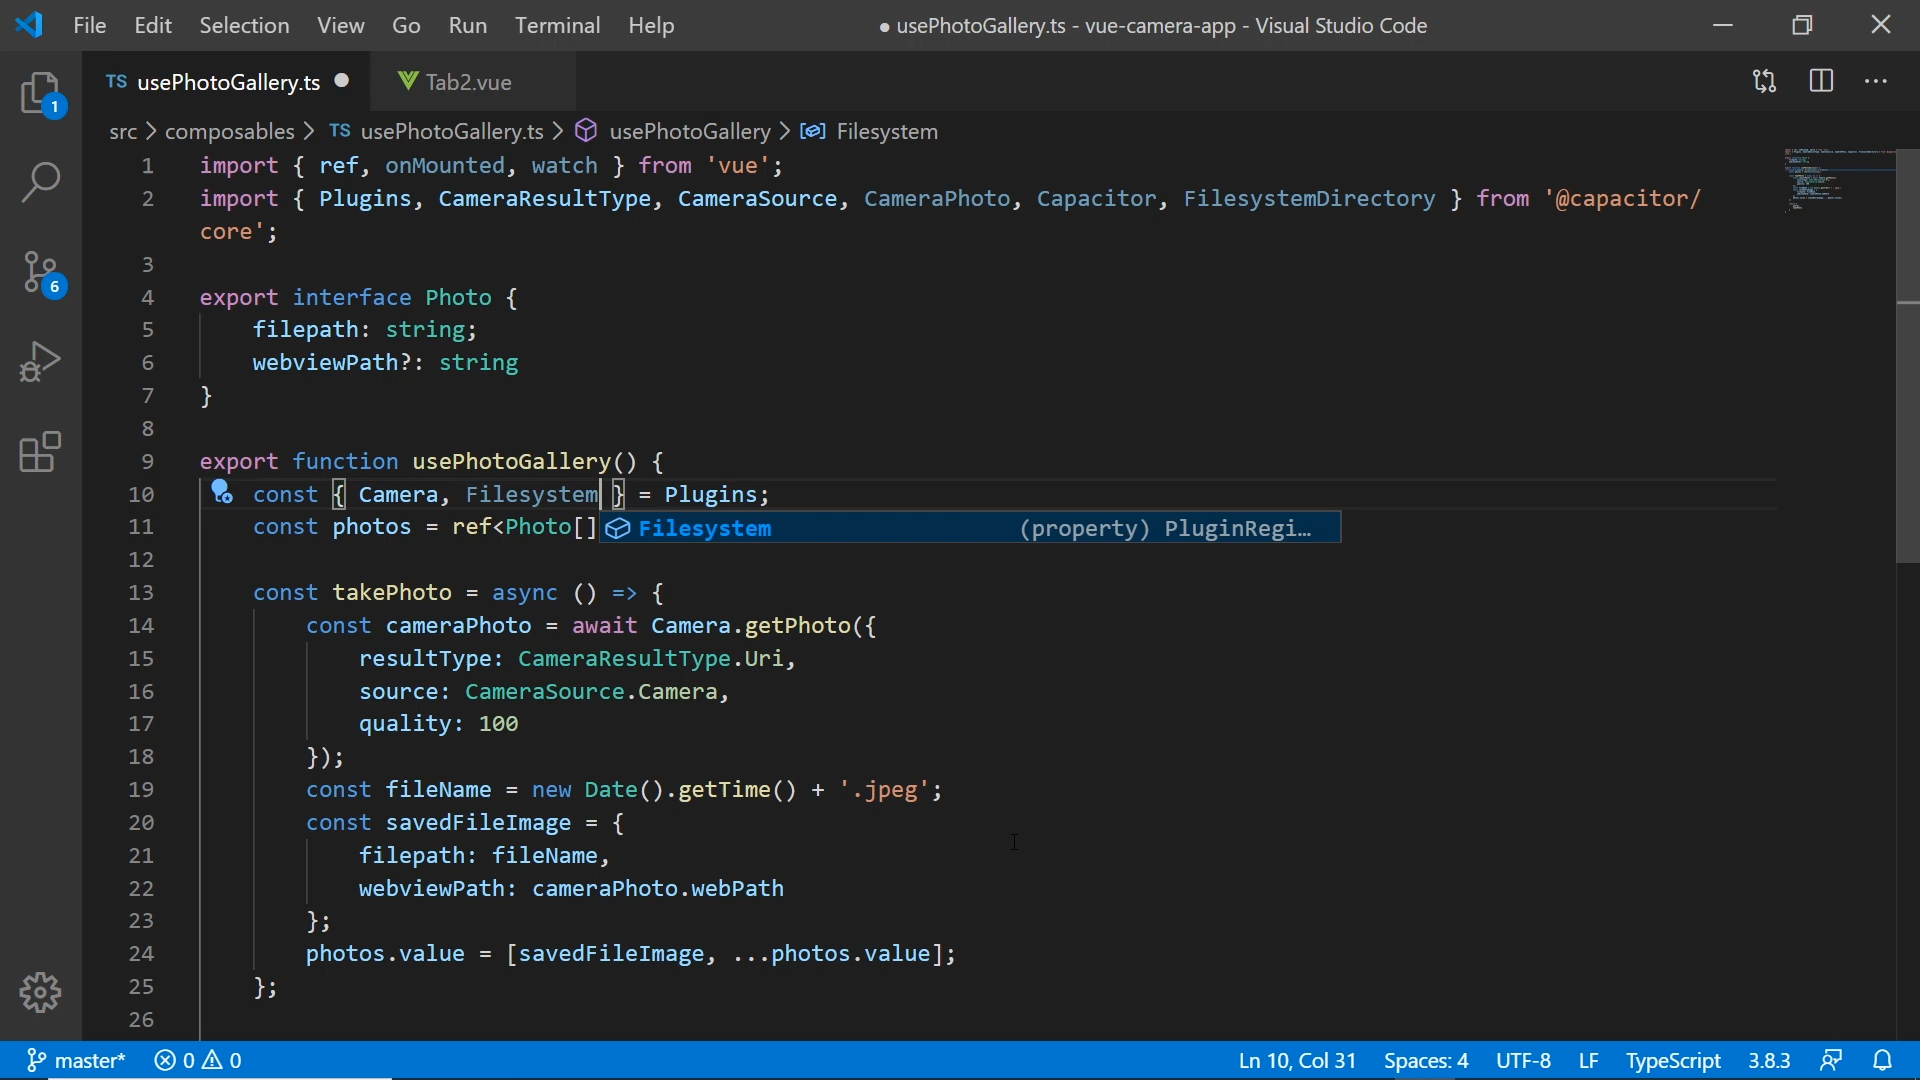 File Edit Selection View Go Run Terminal Help
● usePhotoGallery.ts - vue-camera-app - Visual Studio Code
TS usePhotoGallery.ts ●
Tab2.vue
1
6
src > composables > TS usePhotoGallery.ts > usePhotoGallery > Filesystem
1 import { ref, onMounted, watch } from 'vue';
2 import { Plugins, CameraResultType, CameraSource, CameraPhoto, Capacitor, FilesystemDirectory } from '@capacitor/
core';
3
4 export interface Photo {
5 filepath: string;
6 webviewPath?: string
7 }
8
9 export function usePhotoGallery() {
10 const { Camera, Filesystem } = Plugins;
11 const photos = ref<Photo[]
Filesystem (property) PluginRegi…
12
13 const takePhoto = async () => {
14 const cameraPhoto = await Camera.getPhoto({
15 resultType: CameraResultType.Uri,
16 source: CameraSource.Camera,
17 quality: 100
18 });
19 const fileName = new Date().getTime() + '.jpeg';
20 const savedFileImage = {
21 filepath: fileName,
22 webviewPath: cameraPhoto.webPath
23 };
24 photos.value = [savedFileImage, ...photos.value];
25 };
26
master* 0 0 Ln 10, Col 31 Spaces: 4 UTF-8 LF TypeScript 3.8.3